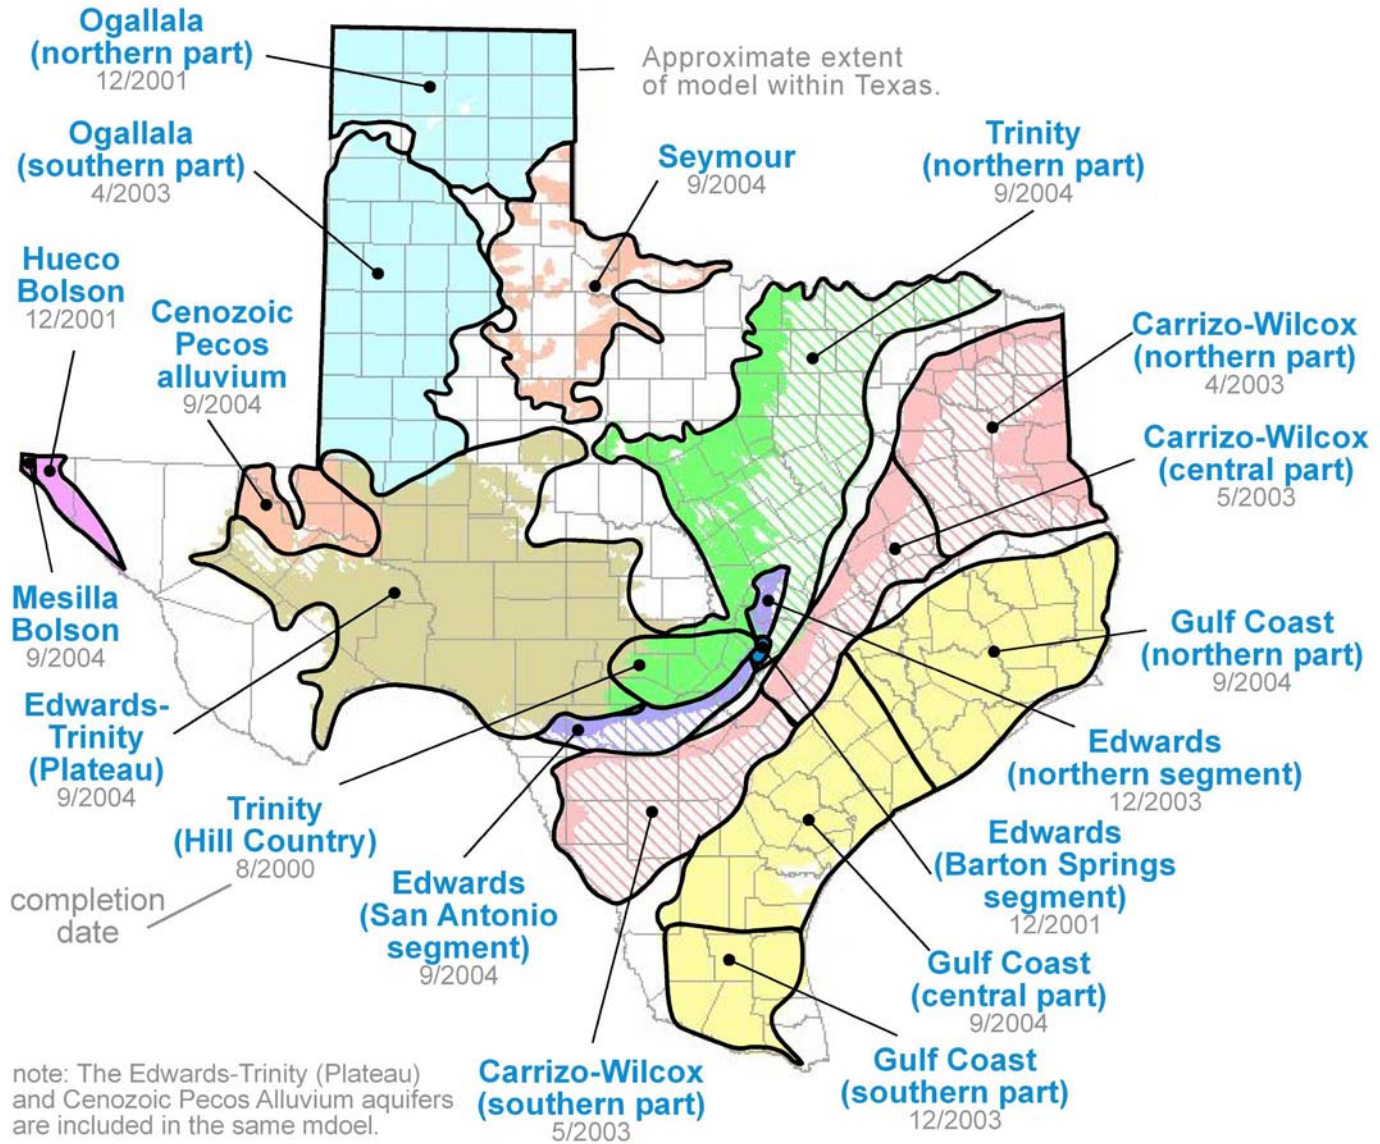 Ogallala
(northern part)
12/2001
Approximate extent
of model within Texas.
Ogallala
(southern part)
4/2003
Seymour
9/2004
Trinity
(northern part)
9/2004
Hueco
Bolson
12/2001
Cenozoic
Pecos
alluvium
9/2004
Carrizo-Wilcox
(northern part)
4/2003
Carrizo-Wilcox
(central part)
5/2003
Mesilla
Bolson
9/2004
Gulf Coast
(northern part)
9/2004
Edwards-
Trinity
(Plateau)
9/2004
Edwards
(northern segment)
12/2003
Trinity
(Hill Country)
8/2000
Edwards
(Barton Springs
segment)
12/2001
completion
date
Edwards
(San Antonio
segment)
9/2004
Gulf Coast
(central part)
9/2004
Gulf Coast
(southern part)
12/2003
Carrizo-Wilcox
(southern part)
5/2003
note: The Edwards-Trinity (Plateau)
and Cenozoic Pecos Alluvium aquifers
are included in the same mdoel.